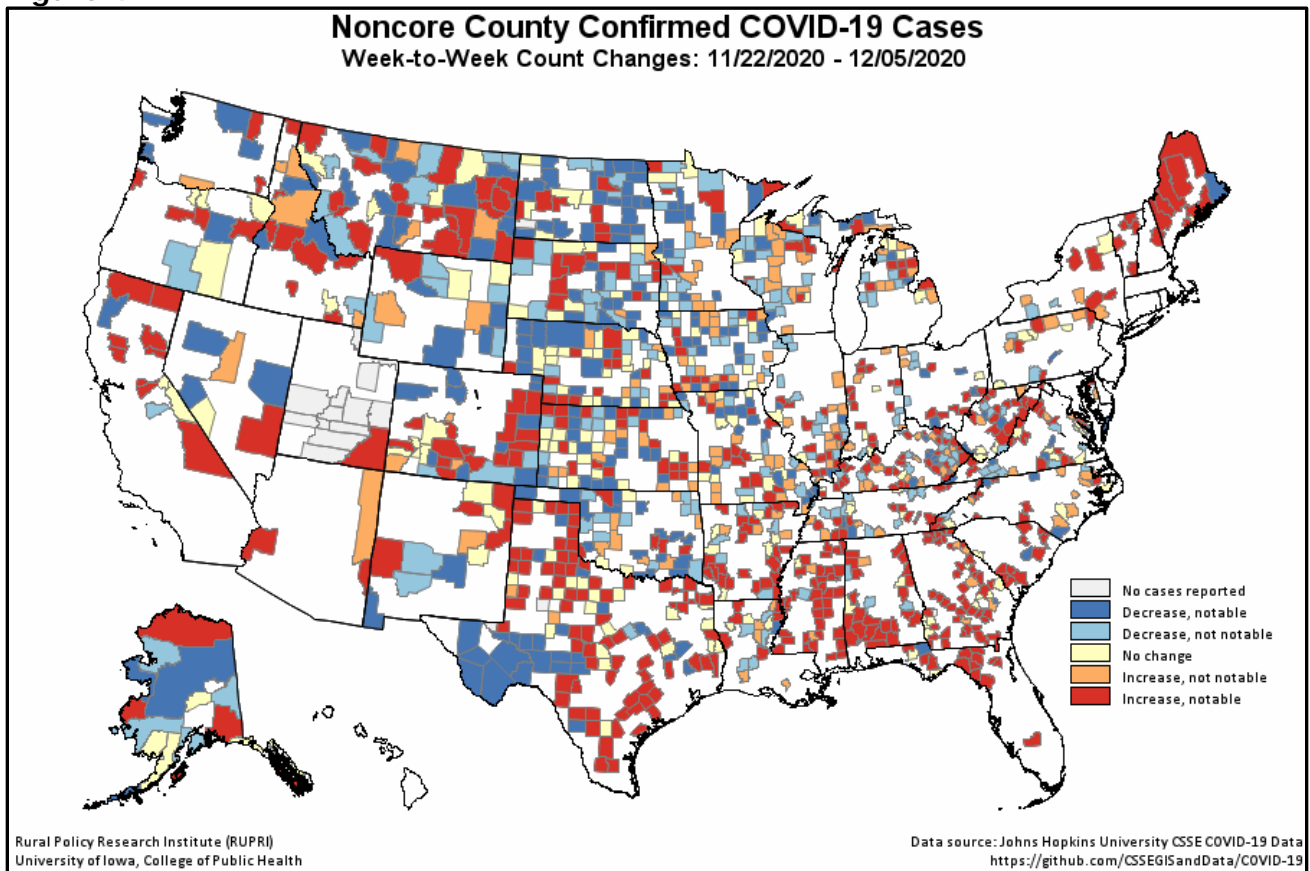 Noncore County Confirmed COVID-19 Cases
Week-to-Week Count Changes: 11/22/2020 - 12/05/2020
No cases reported
Decrease, notable
Decrease, not notable
No change
Increase, not notable
Increase, notable
Rural Policy Research Institute (RUPRI)
University of Iowa, College of Public Health
Data source: Johns Hopkins University CSSE COVID-19 Data
https://github.com/CSSEGISandData/COVID-19